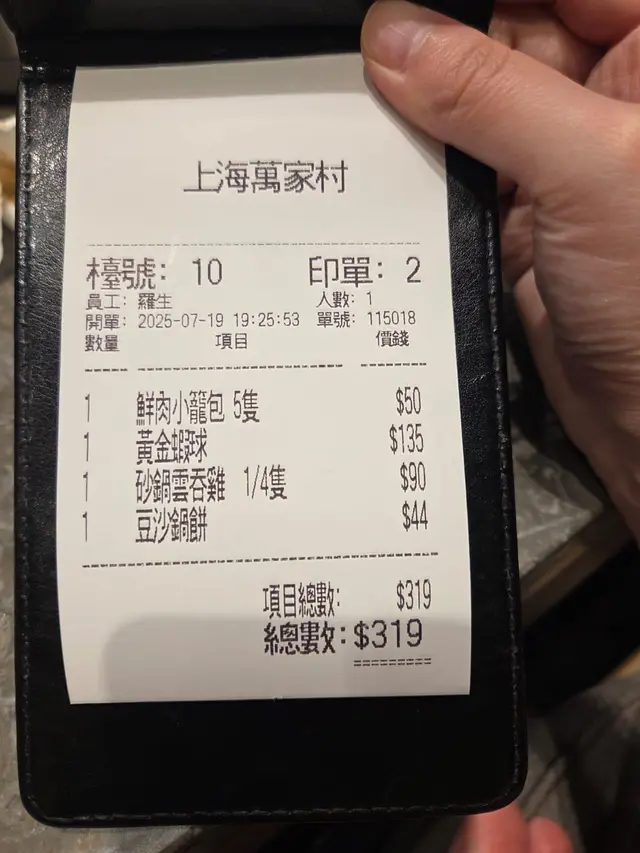 上海萬家村
檯號: 10 印單: 2
員工: 羅生 人數: 1
開單: 2025-07-19 19:25:53 單號: 115018
數量 項目 價錢
1 鮮肉小籠包 5隻 $50
1 黃金蝦球 $135
1 砂鍋雲吞雞 1/4隻 $90
1 豆沙鍋餅 $44
項目總數: $319
總數: $319